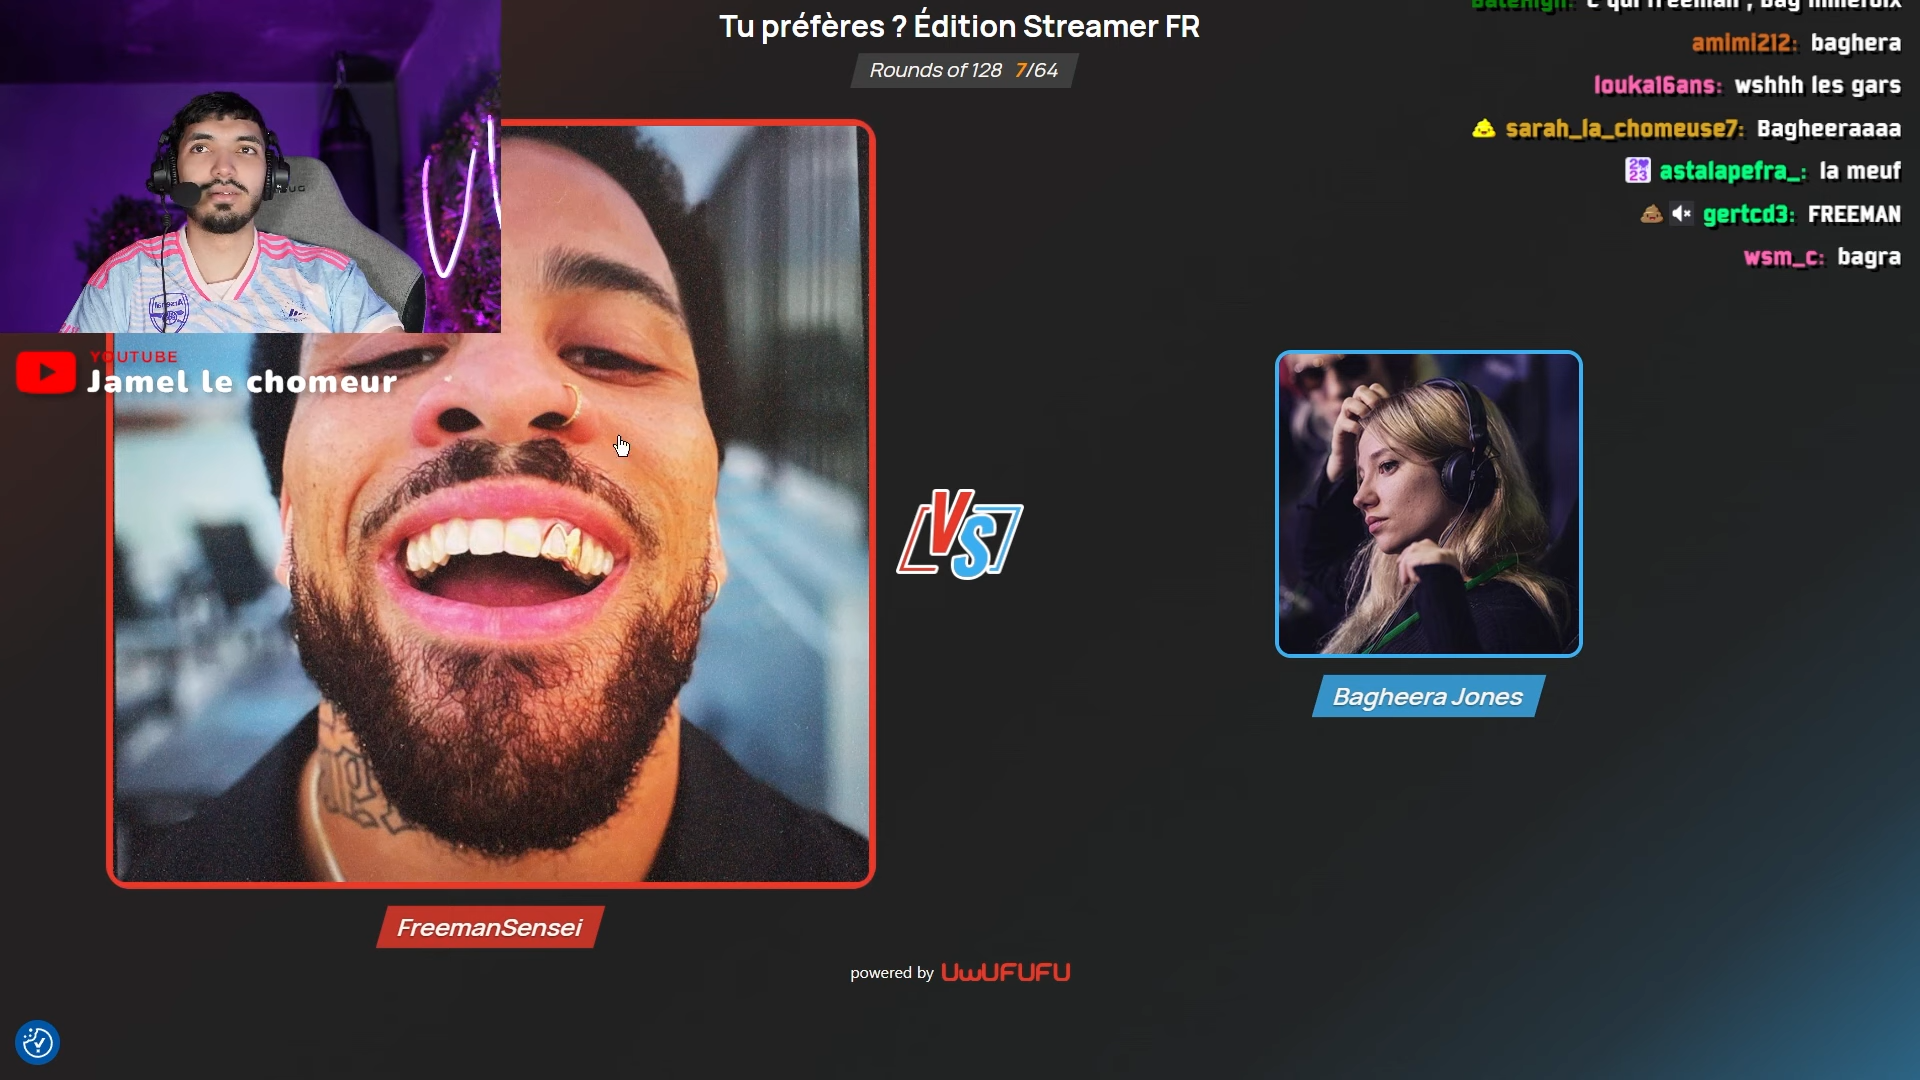 Tu préfères ? Édition Streamer FR
Rounds of 128 7/64
amimi212: baghera
louka16ans: wshhh les gars
sarah_la_chomeuse7: Bagheeraaaa
astalapefra_: la meuf
gertcd3: FREEMAN
wsm_c: bagra
YOUTUBE
Jamel le chomeur
VS
Bagheera Jones
FreemanSensei
powered by UwUFUFU